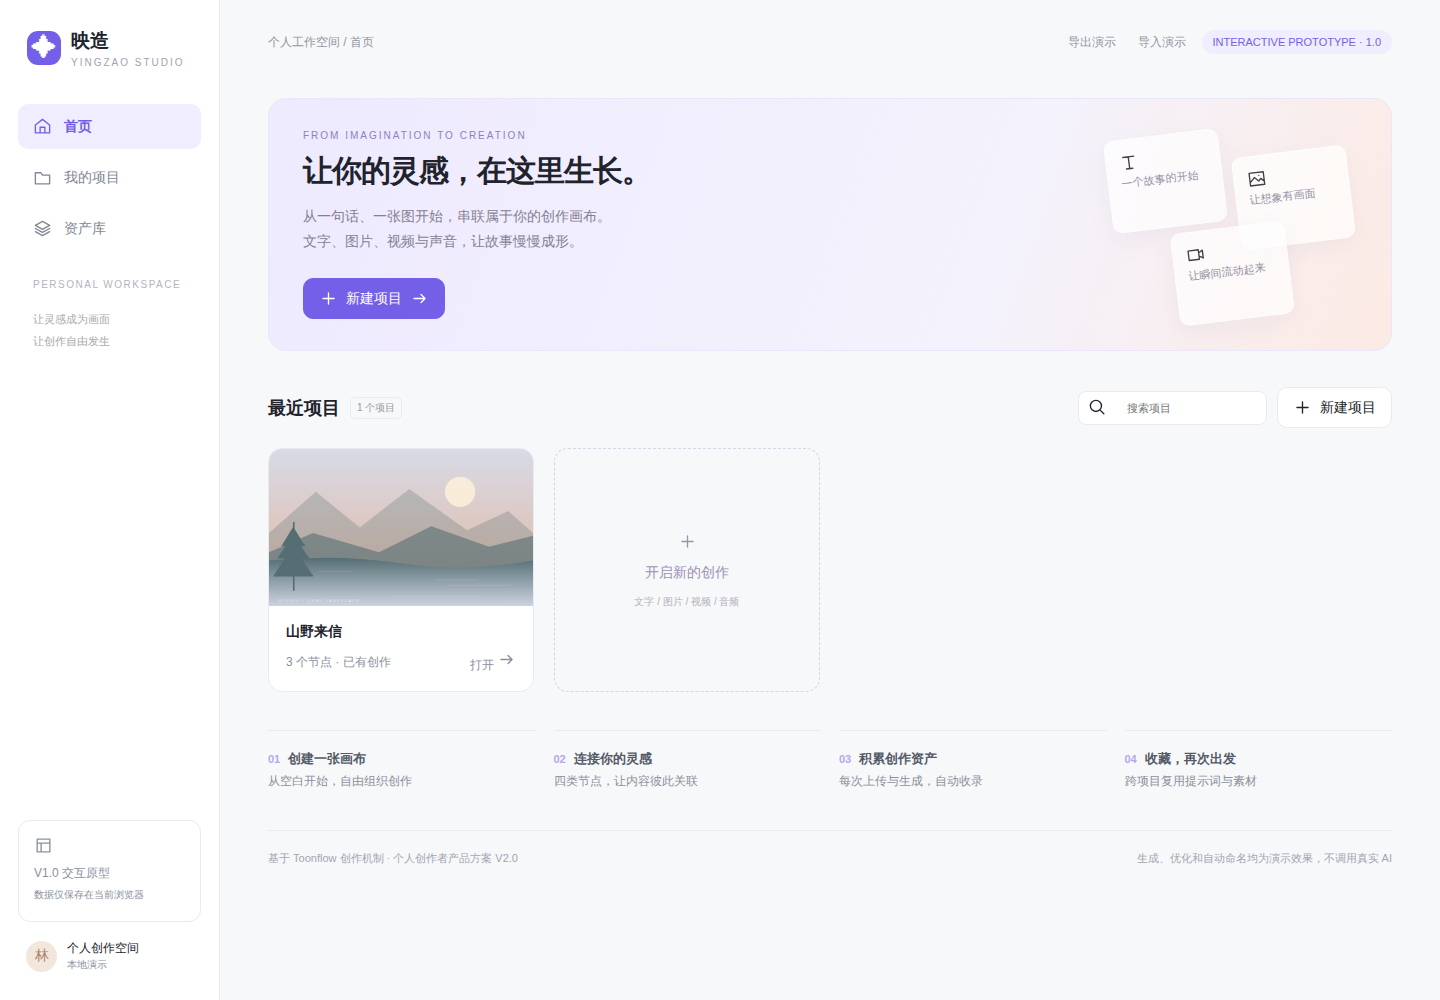 映造
YINGZAO STUDIO
首页
我的项目
资产库
PERSONAL WORKSPACE
让灵感成为画面
让创作自由发生
V1.0 交互原型
数据仅保存在当前浏览器
林
个人创作空间
本地演示
个人工作空间 / 首页
导出演示
导入演示
INTERACTIVE PROTOTYPE · 1.0
FROM IMAGINATION TO CREATION
让你的灵感，在这里生长。
从一句话、一张图开始，串联属于你的创作画布。
文字、图片、视频与声音，让故事慢慢成形。
新建项目
一个故事的开始
让想象有画面
让瞬间流动起来
最近项目
1 个项目
搜索项目
新建项目
山野来信
3 个节点 · 已有创作
打开
开启新的创作
文字 / 图片 / 视频 / 音频
01 创建一张画布
从空白开始，自由组织创作
02 连接你的灵感
四类节点，让内容彼此关联
03 积累创作资产
每次上传与生成，自动收录
04 收藏，再次出发
跨项目复用提示词与素材
基于 Toonflow 创作机制 · 个人创作者产品方案 V2.0
生成、优化和自动命名均为演示效果，不调用真实 AI